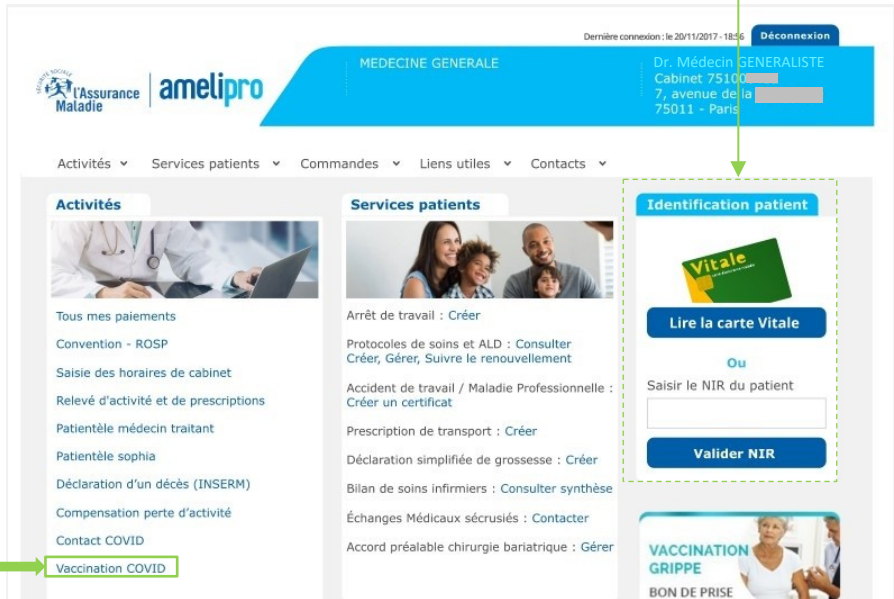 Dernière connexion : le 20/11/2017 - 18:56
Déconnexion
SÉCURITÉ SOCIALE
l'Assurance
Maladie
amelipro
MEDECINE GENERALE
Dr. Médecin GENERALISTE
Cabinet 75100
7, avenue de la
75011 - Paris
Activités
Services patients
Commandes
Liens utiles
Contacts
Activités
Tous mes paiements
Convention - ROSP
Saisie des horaires de cabinet
Relevé d'activité et de prescriptions
Patientèle médecin traitant
Patientèle sophia
Déclaration d'un décès (INSERM)
Compensation perte d'activité
Contact COVID
Vaccination COVID
Services patients
Arrêt de travail : Créer
Protocoles de soins et ALD : Consulter
Créer, Gérer, Suivre le renouvellement
Accident de travail / Maladie Professionnelle :
Créer un certificat
Prescription de transport : Créer
Déclaration simplifiée de grossesse : Créer
Bilan de soins infirmiers : Consulter synthèse
Échanges Médicaux sécrusiés : Contacter
Accord préalable chirurgie bariatrique : Gérer
Identification patient
Vitale
Lire la carte Vitale
Ou
Saisir le NIR du patient
Valider NIR
VACCINATION
GRIPPE
BON DE PRISE